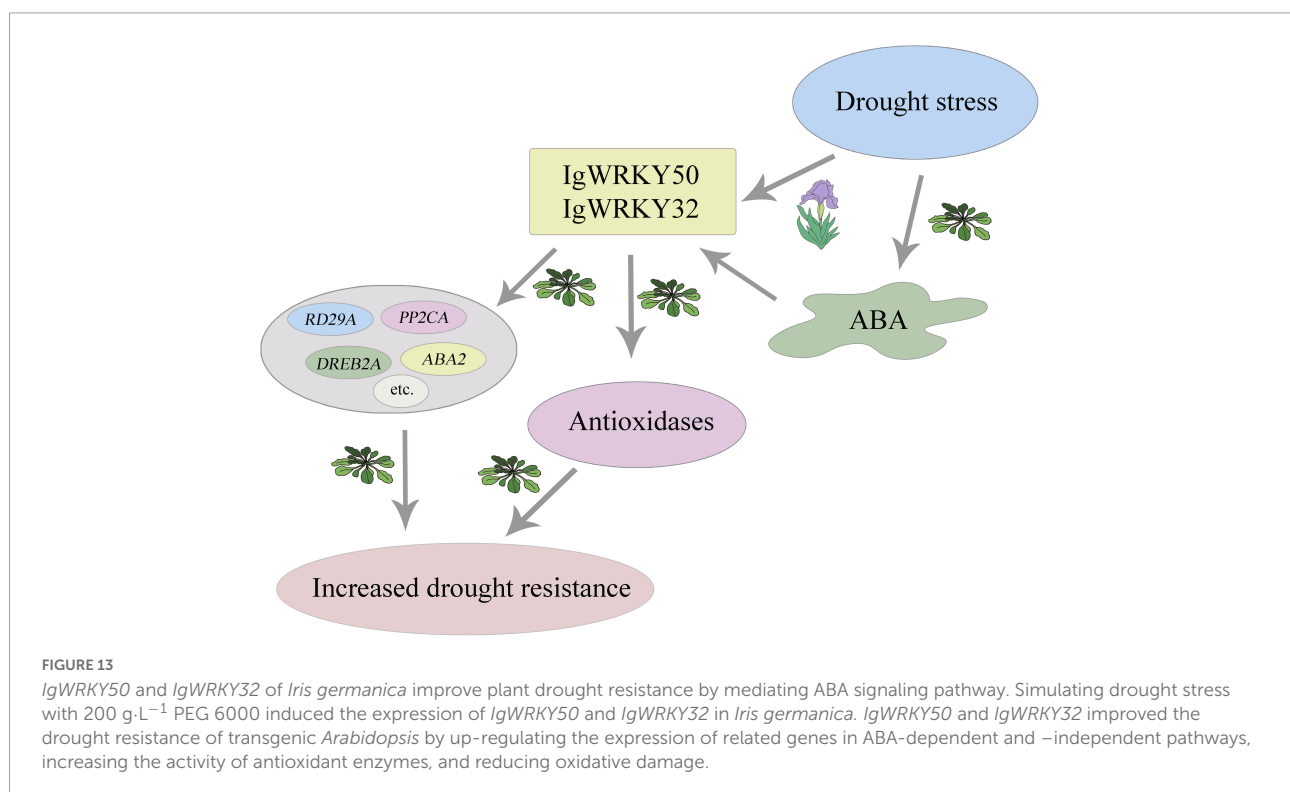 Drought stress
IgWRKY50
IgWRKY32
ABA
RD29A
PP2CA
DREB2A
ABA2
etc.
Antioxidases
Increased drought resistance
FIGURE 13
IgWRKY50 and IgWRKY32 of Iris germanica improve plant drought resistance by mediating ABA signaling pathway. Simulating drought stress
with 200 g·L⁻¹ PEG 6000 induced the expression of IgWRKY50 and IgWRKY32 in Iris germanica. IgWRKY50 and IgWRKY32 improved the
drought resistance of transgenic Arabidopsis by up-regulating the expression of related genes in ABA-dependent and –independent pathways,
increasing the activity of antioxidant enzymes, and reducing oxidative damage.